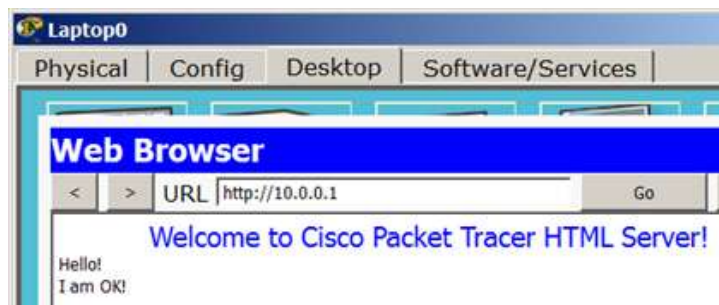 Laptop0
Physical Config Desktop Software/Services
Web Browser
< > URL http://10.0.0.1 Go
Welcome to Cisco Packet Tracer HTML Server!
Hello!
I am OK!